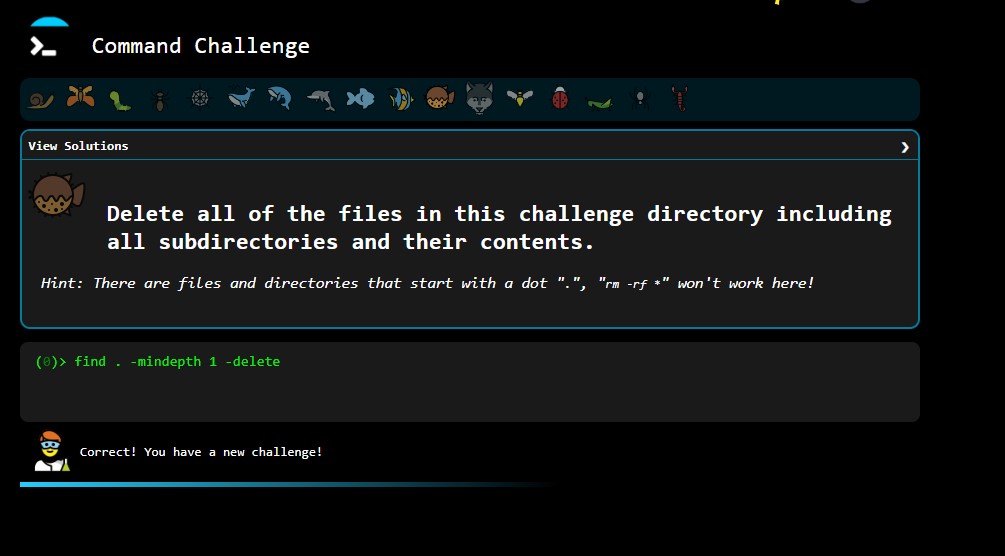 Command Challenge
View Solutions
Delete all of the files in this challenge directory including
all subdirectories and their contents.
Hint: There are files and directories that start with a dot ".", "rm -rf *" won't work here!
(0)> find . -mindepth 1 -delete
Correct! You have a new challenge!